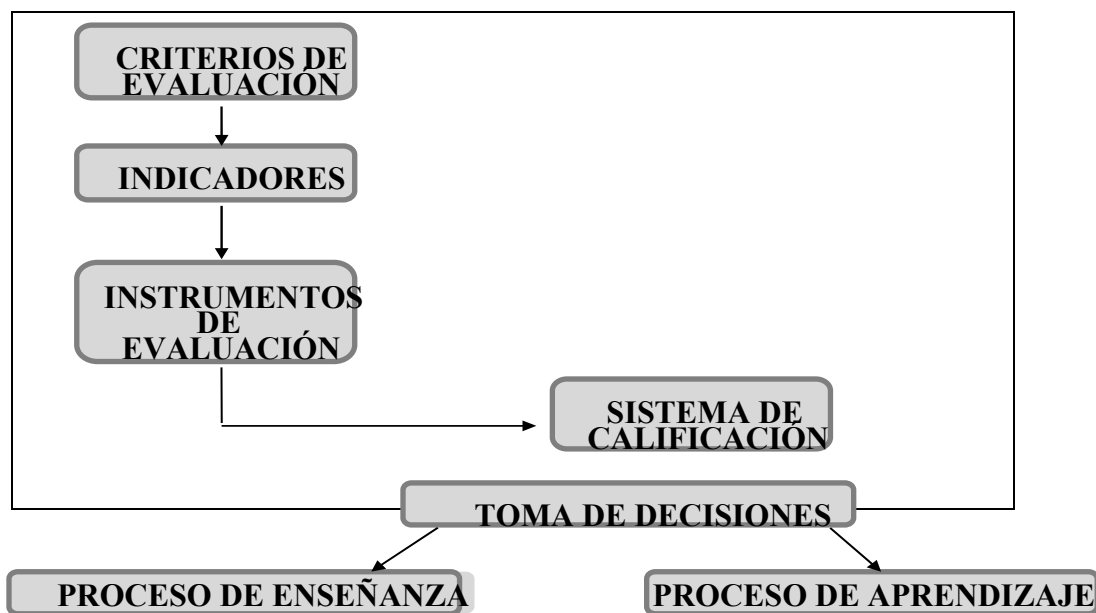 CRITERIOS DE
EVALUACIÓN
INDICADORES
INSTRUMENTOS
DE
EVALUACIÓN
SISTEMA DE
CALIFICACIÓN
TOMA DE DECISIONES
PROCESO DE ENSEÑANZA
PROCESO DE APRENDIZAJE